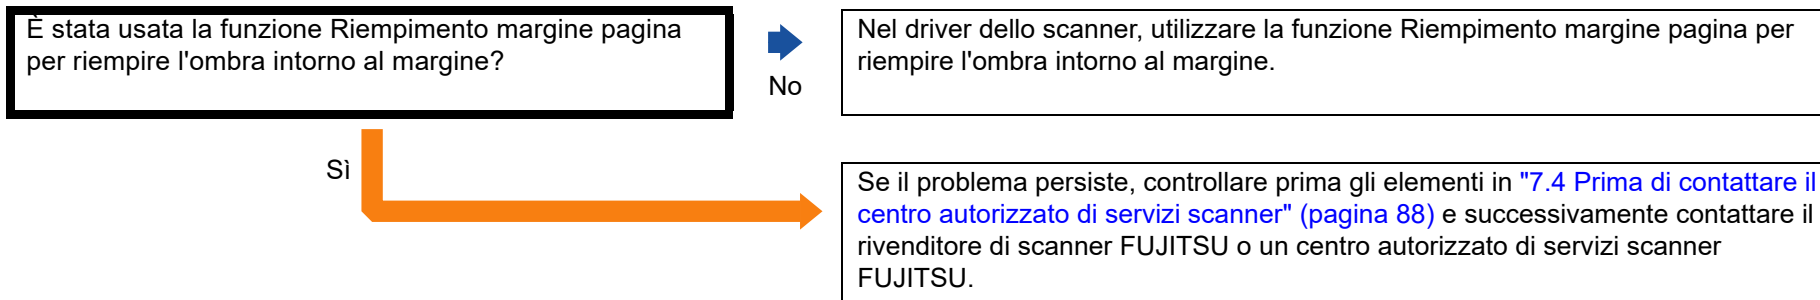 È stata usata la funzione Riempimento margine pagina
per riempire l'ombra intorno al margine?
No
Nel driver dello scanner, utilizzare la funzione Riempimento margine pagina per
riempire l'ombra intorno al margine.
Sì
Se il problema persiste, controllare prima gli elementi in "7.4 Prima di contattare il
centro autorizzato di servizi scanner" (pagina 88) e successivamente contattare il
rivenditore di scanner FUJITSU o un centro autorizzato di servizi scanner
FUJITSU.